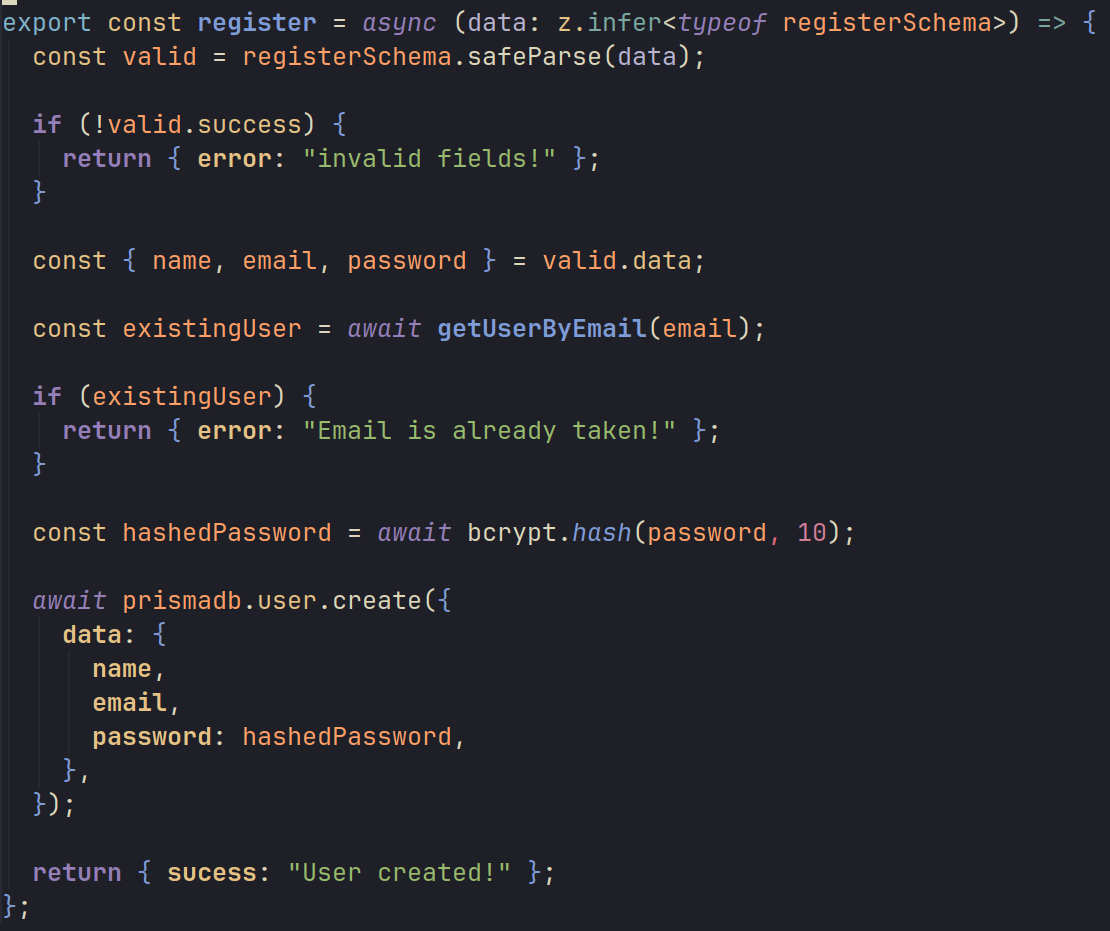 export const register = async (data: z.infer<typeof registerSchema>) => {
  const valid = registerSchema.safeParse(data);

  if (!valid.success) {
    return { error: "invalid fields!" };
  }

  const { name, email, password } = valid.data;

  const existingUser = await getUserByEmail(email);

  if (existingUser) {
    return { error: "Email is already taken!" };
  }

  const hashedPassword = await bcrypt.hash(password, 10);

  await prismadb.user.create({
    data: {
      name,
      email,
      password: hashedPassword,
    },
  });

  return { sucess: "User created!" };
};